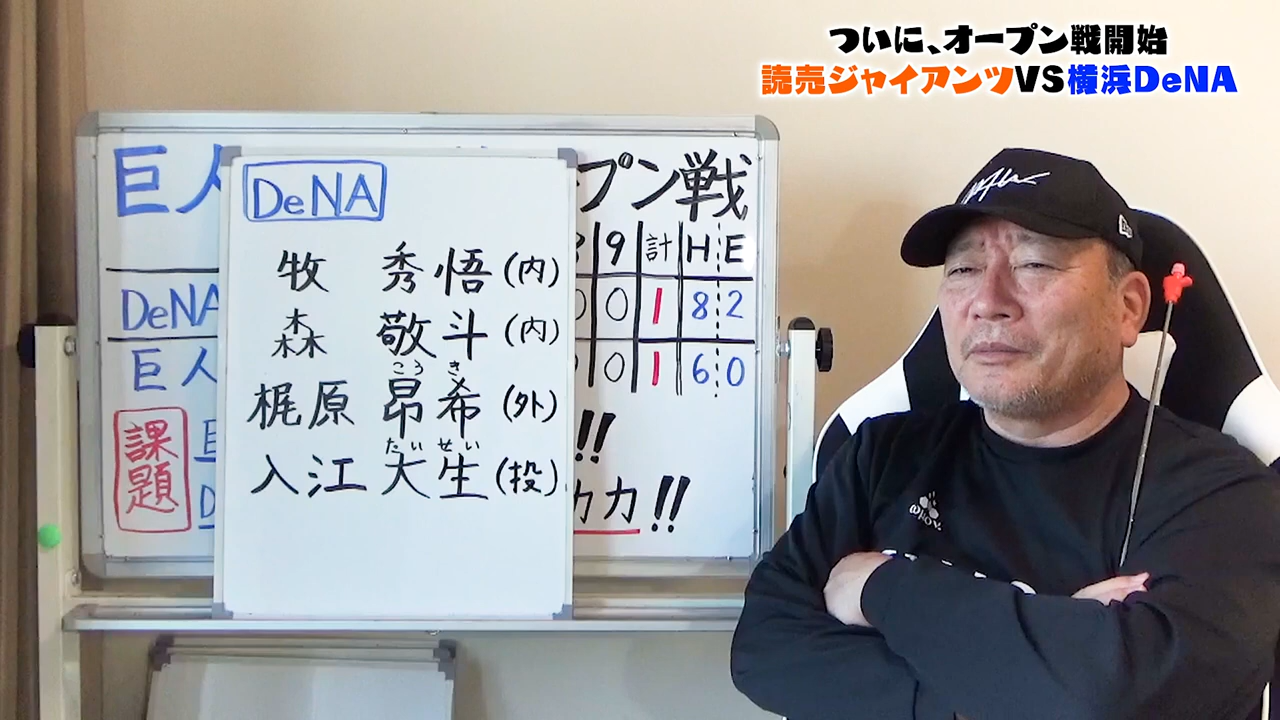 ついに、オープン戦開始
読売ジャイアンツVS横浜DeNA
巨人
プン戦
9 計 H E
DeNA 0 0 1 8 2
巨人 0 1 6 0
課題
!!
カ!!
DeNA
牧 秀悟(内)
森 敬斗(内)
こう き
梶原 昂希(外)
たい せい
入江 大生(投)